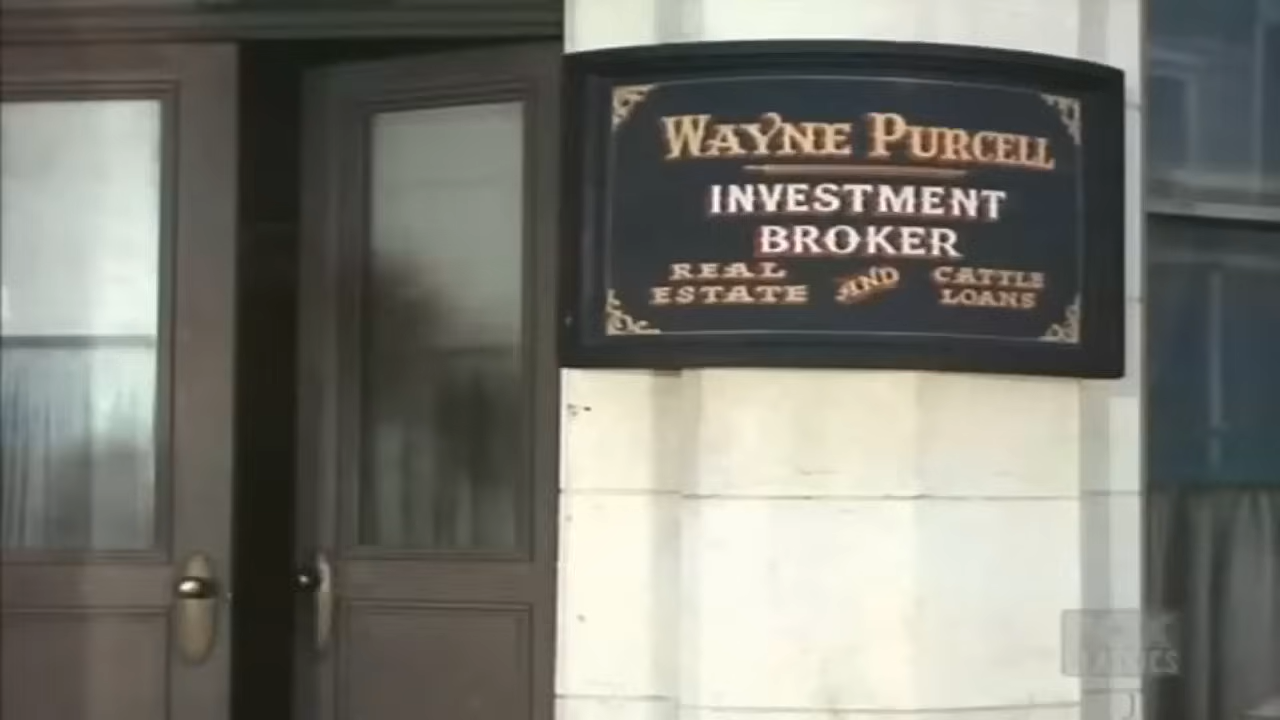 WAYNE PURCELL
INVESTMENT
BROKER
REAL
ESTATE AND CATTLE
LOANS